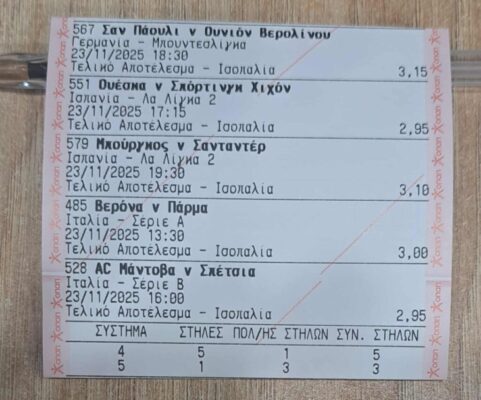 567 Σαν Πάουλι ν Ουνιόν Βερολίνου
Γερμανία - Μπουντεσλίγκα
23/11/2025 18:30
Τελικό Αποτέλεσμα - Ισοπαλία 3,15
551 Ουέσκα ν Σπόρτινγκ Χιχόν
Ισπανία - Λα Λίγκα 2
23/11/2025 17:15
Τελικό Αποτέλεσμα - Ισοπαλία 2,95
579 Μπούργκος ν Σανταντέρ
Ισπανία - Λα Λίγκα 2
23/11/2025 19:30
Τελικό Αποτέλεσμα - Ισοπαλία 3,10
485 Βερόνα ν Πάρμα
Ιταλία - Σέριε Α
23/11/2025 13:30
Τελικό Αποτέλεσμα - Ισοπαλία 3,00
528 AC Μάντοβα ν Σπέτσια
Ιταλία - Σέριε Β
23/11/2025 16:00
Τελικό Αποτέλεσμα - Ισοπαλία 2,95
ΣΥΣΤΗΜΑ ΣΤΗΛΕΣ ΠΟΛ/ΗΣ ΣΤΗΛΩΝ ΣΥΝ. ΣΤΗΛΩΝ
4 5 1 5
5 1 3 3